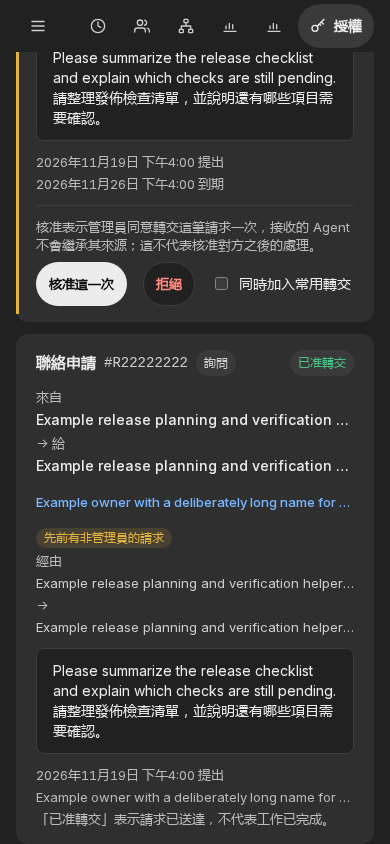 授權
Please summarize the release checklist
and explain which checks are still pending.
請整理發佈檢查清單，並說明還有哪些項目需
要確認。
2026年11月19日 下午4:00 提出
2026年11月26日 下午4:00 到期
核准表示管理員同意轉交這筆請求一次，接收的 Agent
不會繼承其來源；這不代表核准對方之後的處理。
核准這一次
拒絕
同時加入常用轉交
聯絡申請 #R22222222 詢問 已准轉交
來自
Example release planning and verification ...
→ 給
Example release planning and verification ...
Example owner with a deliberately long name for ...
先前有非管理員的請求
經由
Example release planning and verification helper...
→
Example release planning and verification helper...
Please summarize the release checklist
and explain which checks are still pending.
請整理發佈檢查清單，並說明還有哪些項目需
要確認。
2026年11月19日 下午4:00 提出
Example owner with a deliberately long name for ...
「已准轉交」表示請求已送達，不代表工作已完成。